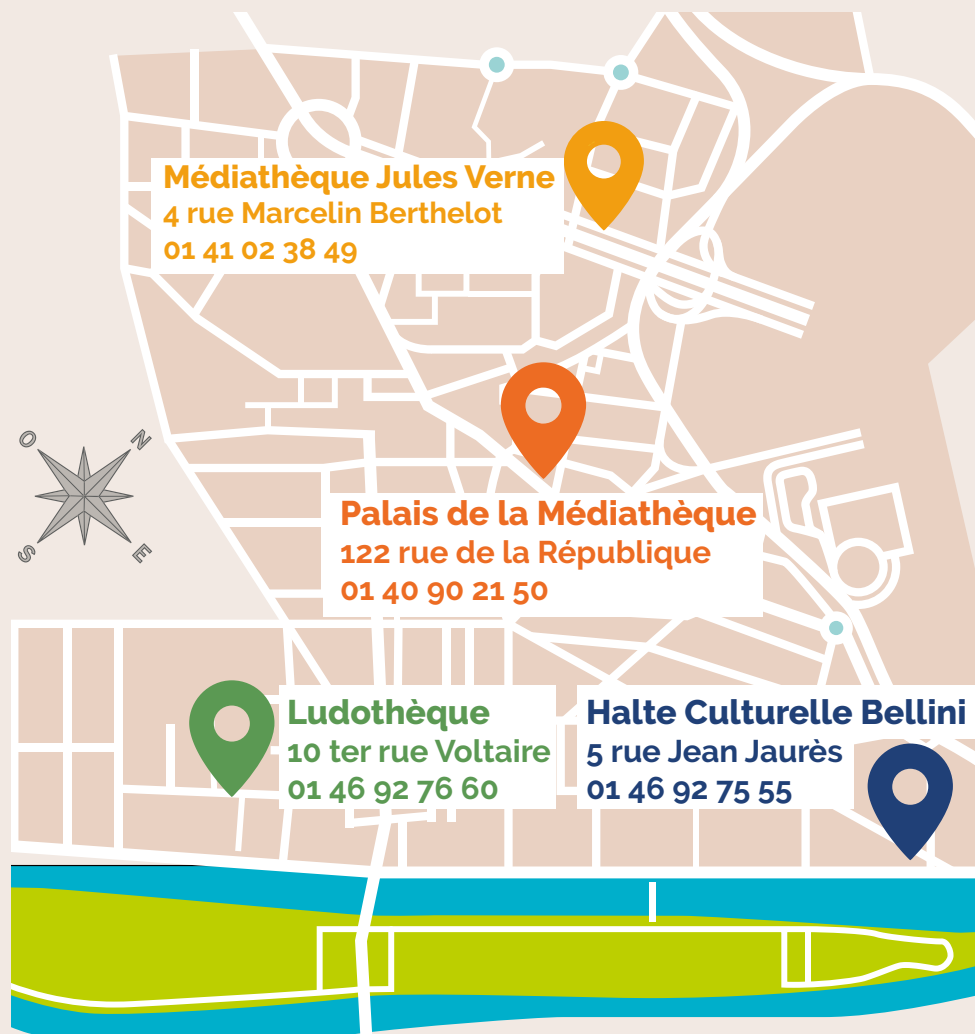 Médiathèque Jules Verne
4 rue Marcelin Berthelot
01 41 02 38 49
O
N
S
E
Palais de la Médiathèque
122 rue de la République
01 40 90 21 50
Ludothèque
10 ter rue Voltaire
01 46 92 76 60
Halte Culturelle Bellini
5 rue Jean Jaurès
01 46 92 75 55